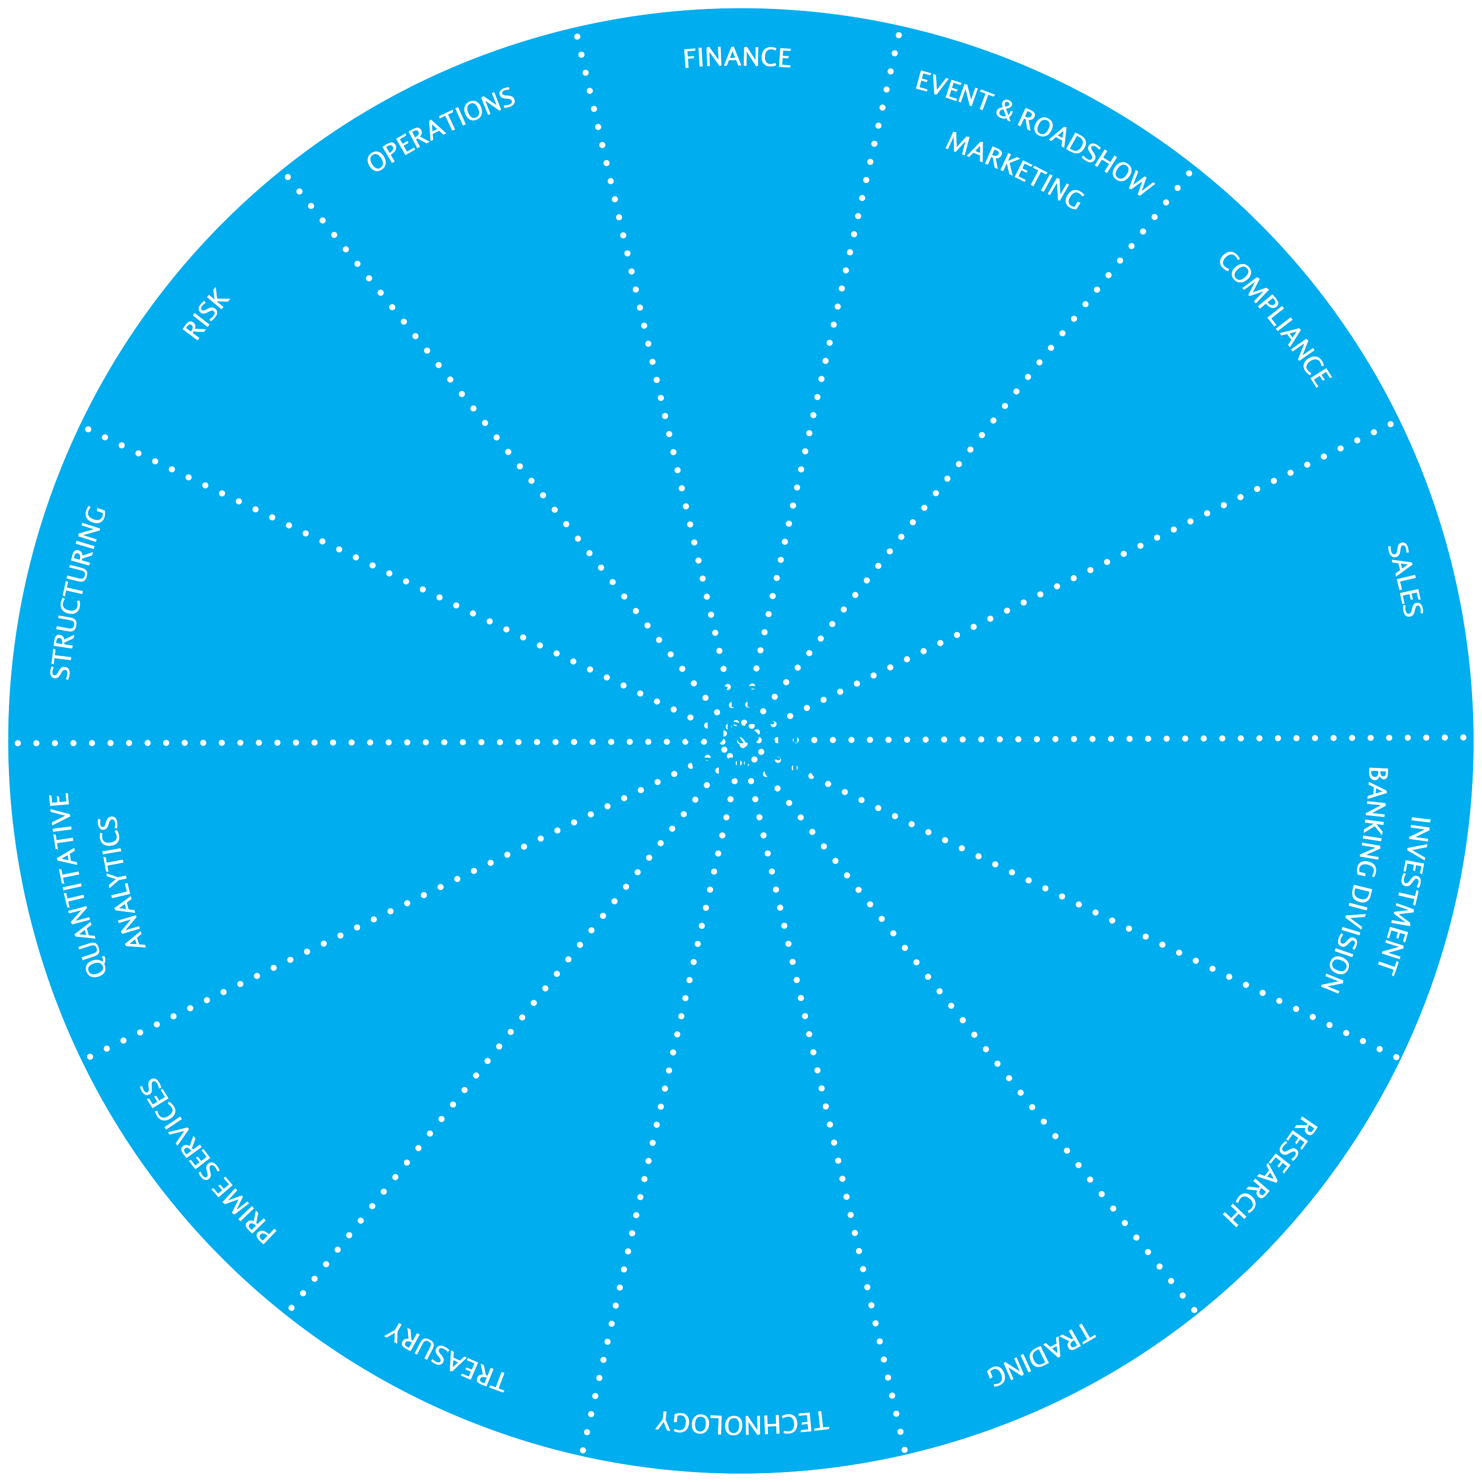 FINANCE
EVENT & ROADSHOW
MARKETING
COMPLIANCE
SALES
INVESTMENT
BANKING DIVISION
RESEARCH
TRADING
TECHNOLOGY
TREASURY
PRIME SERVICES
QUANTITATIVE
ANALYTICS
STRUCTURING
RISK
OPERATIONS